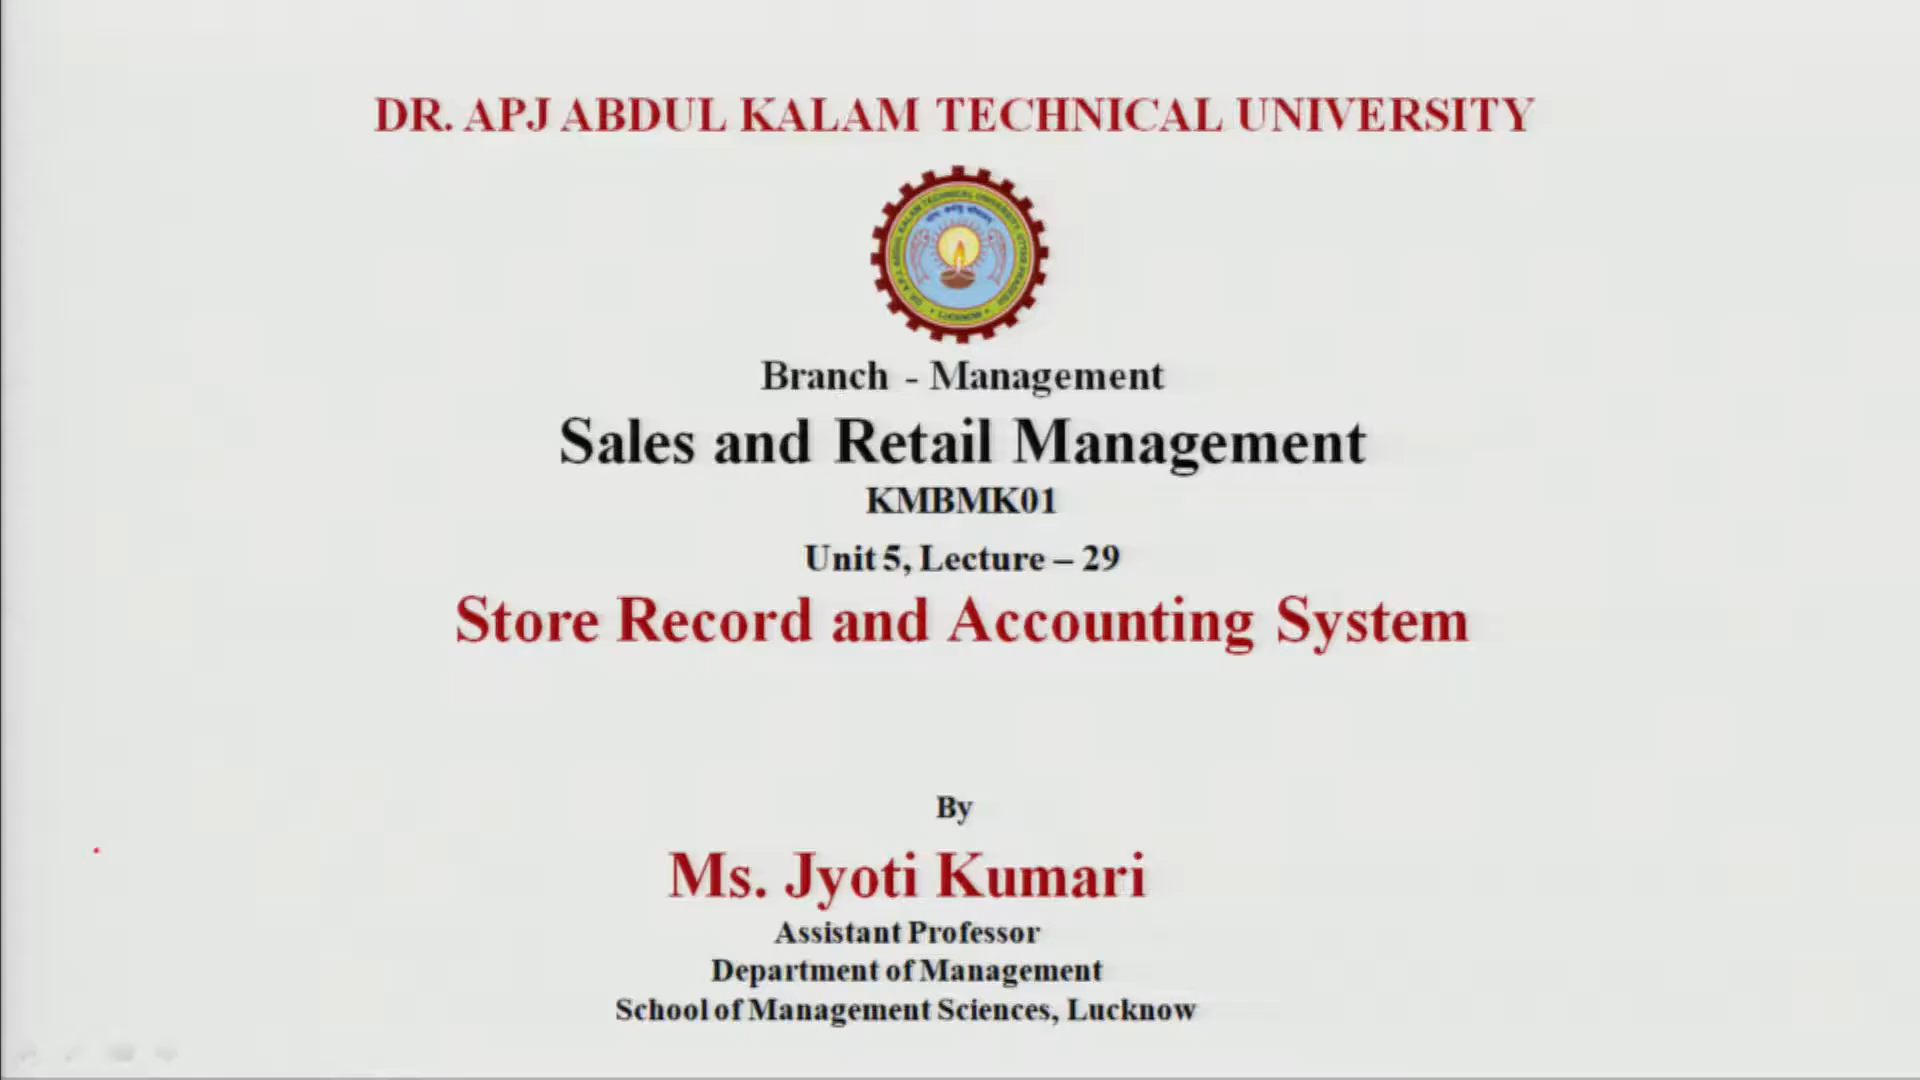 DR. APJ ABDUL KALAM TECHNICAL UNIVERSITY
LUCKNOW
Branch - Management
Sales and Retail Management
KMBMK01
Unit 5, Lecture – 29
Store Record and Accounting System
By
Ms. Jyoti Kumari
Assistant Professor
Department of Management
School of Management Sciences, Lucknow